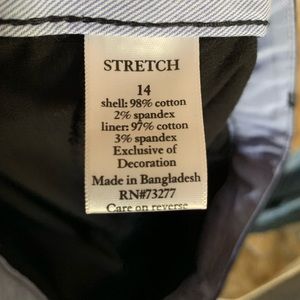 STRETCH
14
shell: 98% cotton
2% spandex
liner: 97% cotton
3% spandex
Exclusive of
Decoration
Made in Bangladesh
RN#73277
Care on reverse